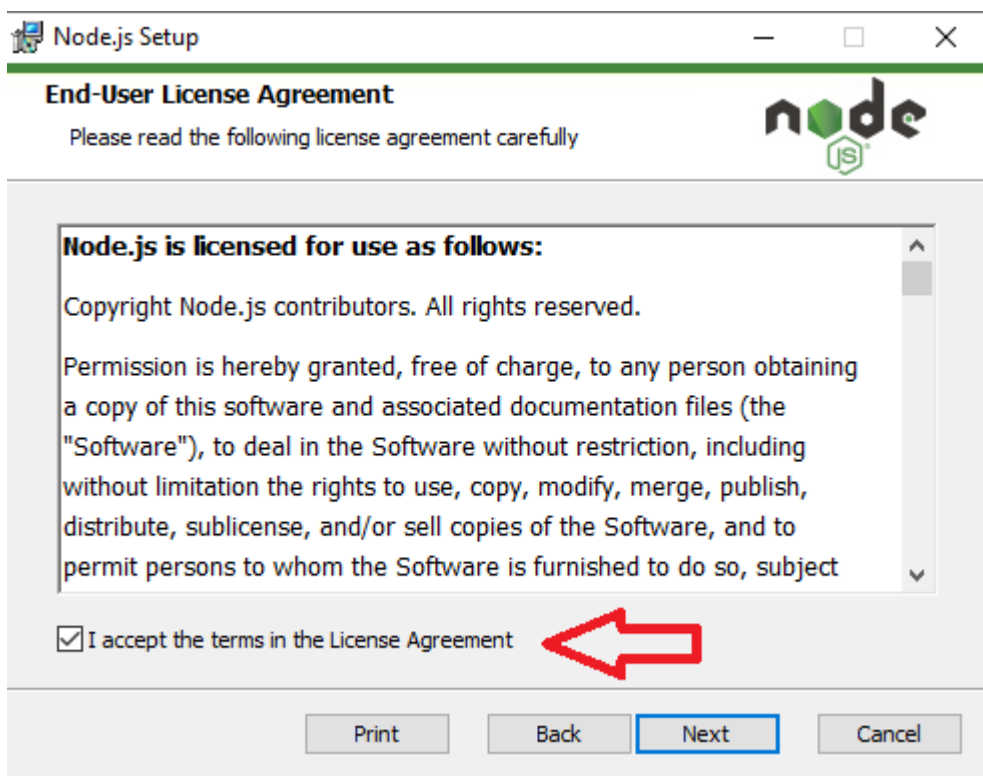 Node.js Setup
End-User License Agreement
Please read the following license agreement carefully
node
JS
Node.js is licensed for use as follows:
Copyright Node.js contributors. All rights reserved.
Permission is hereby granted, free of charge, to any person obtaining
a copy of this software and associated documentation files (the
"Software"), to deal in the Software without restriction, including
without limitation the rights to use, copy, modify, merge, publish,
distribute, sublicense, and/or sell copies of the Software, and to
permit persons to whom the Software is furnished to do so, subject
I accept the terms in the License Agreement
Print Back Next Cancel